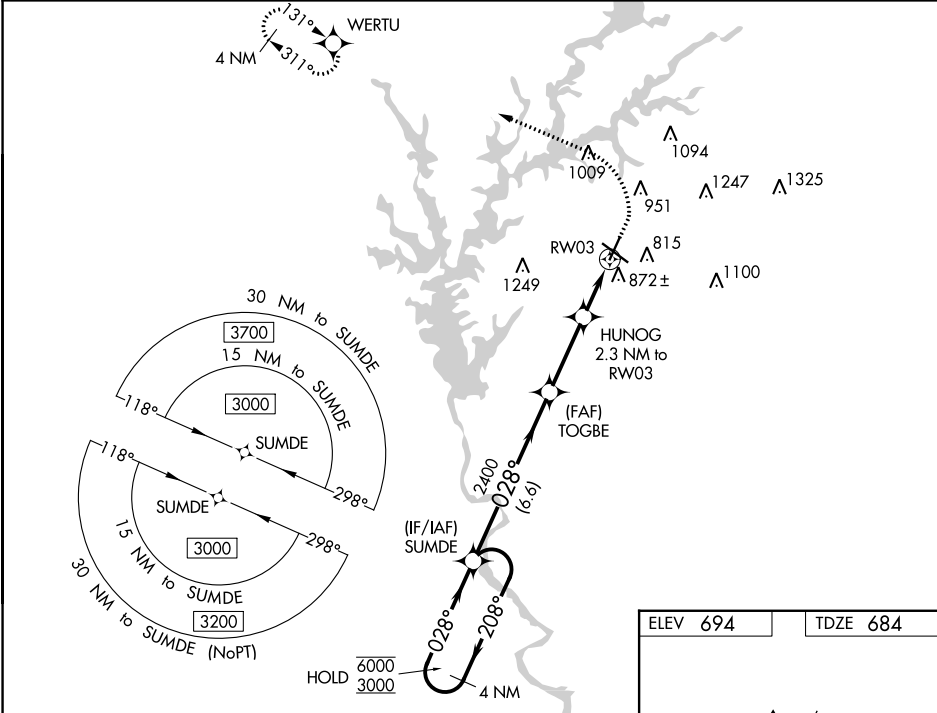 131°
WERTU
4 NM
311°
1094
1009
1247
1325
951
RW03
815
1249
872±
1100
HUNOG
2.3 NM to
RW03
30 NM to SUMDE
3700
15 NM to SUMDE
3000
118°
SUMDE
298°
(FAF)
TOGBE
118°
SUMDE
298°
3000
15 NM to SUMDE
3200
30 NM to SUMDE (NoPT)
2400
028°
(6.6)
(IF/IAF)
SUMDE
028°
208°
HOLD
6000
3000
4 NM
ELEV 694
TDZE 684